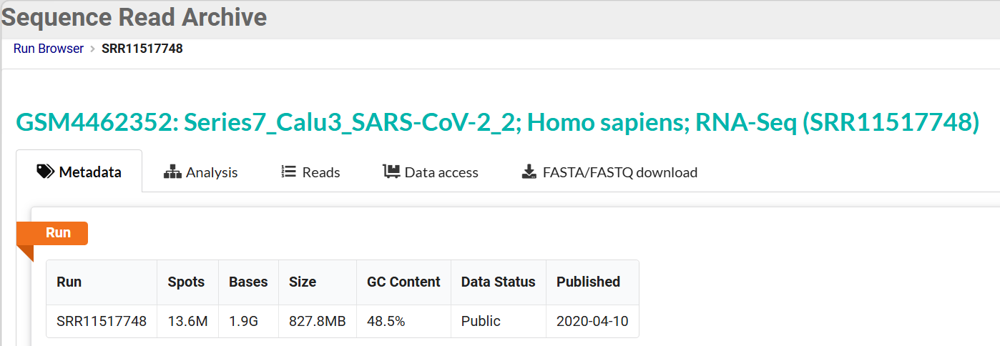 Sequence Read Archive
Run Browser › SRR11517748
GSM4462352: Series7_Calu3_SARS-CoV-2_2; Homo sapiens; RNA-Seq (SRR11517748)
Metadata Analysis Reads Data access FASTA/FASTQ download
Run
Run Spots Bases Size GC Content Data Status Published
SRR11517748 13.6M 1.9G 827.8MB 48.5% Public 2020-04-10